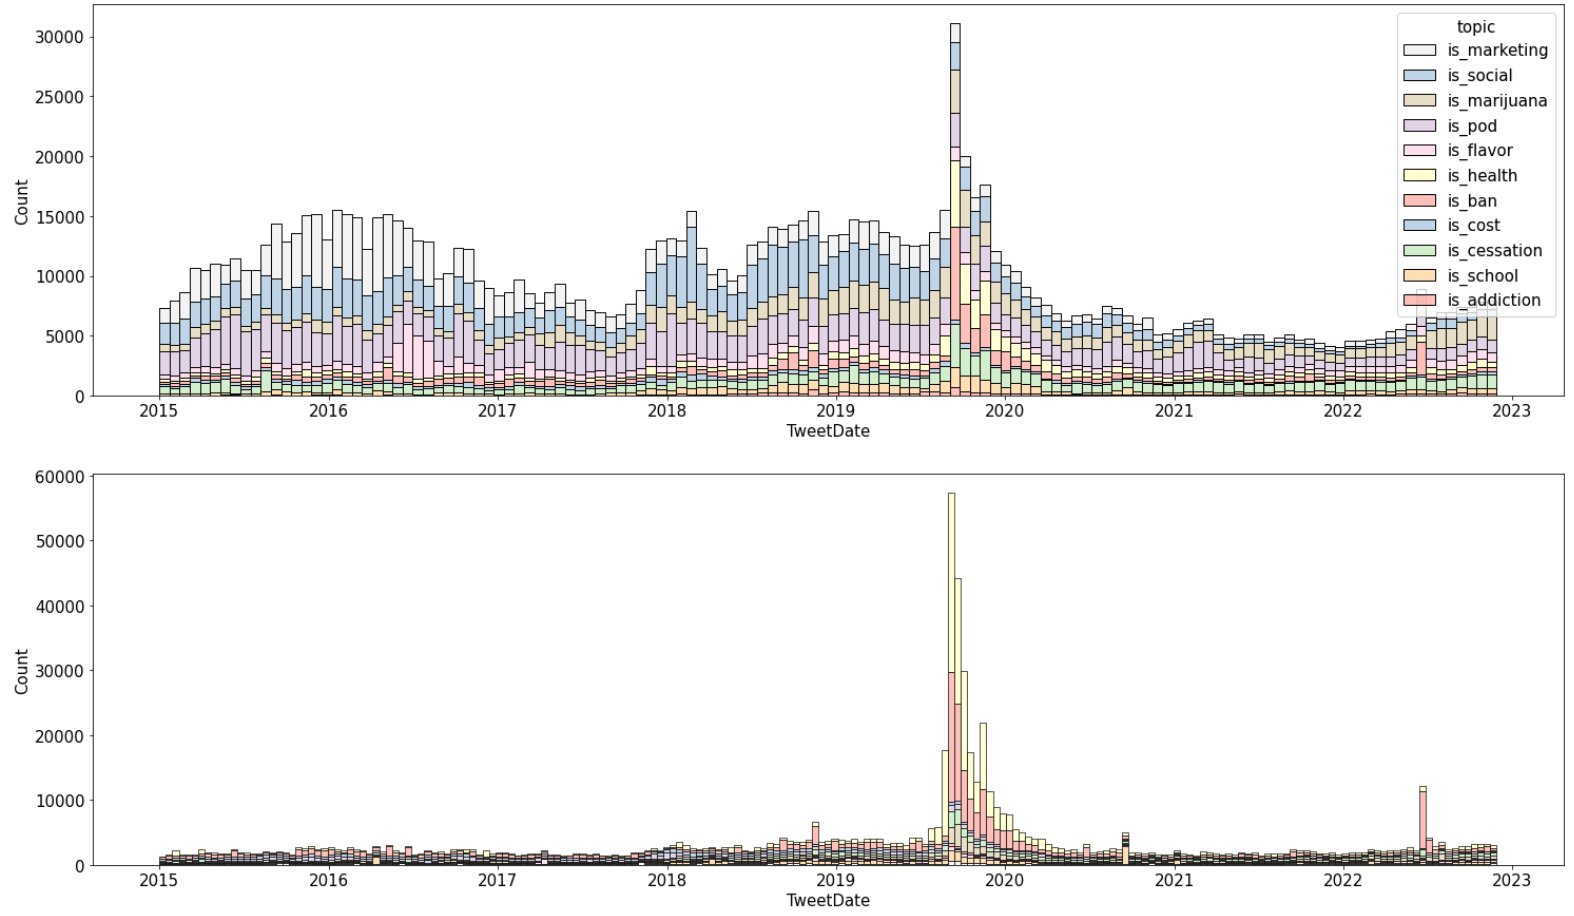 30000
25000
20000
15000
10000
5000
0
Count
2015 2016 2017 2018 2019 2020 2021 2022 2023
TweetDate
topic
is_marketing
is_social
is_marijuana
is_pod
is_flavor
is_health
is_ban
is_cost
is_cessation
is_school
is_addiction
60000
50000
40000
30000
20000
10000
0
Count
2015 2016 2017 2018 2019 2020 2021 2022 2023
TweetDate